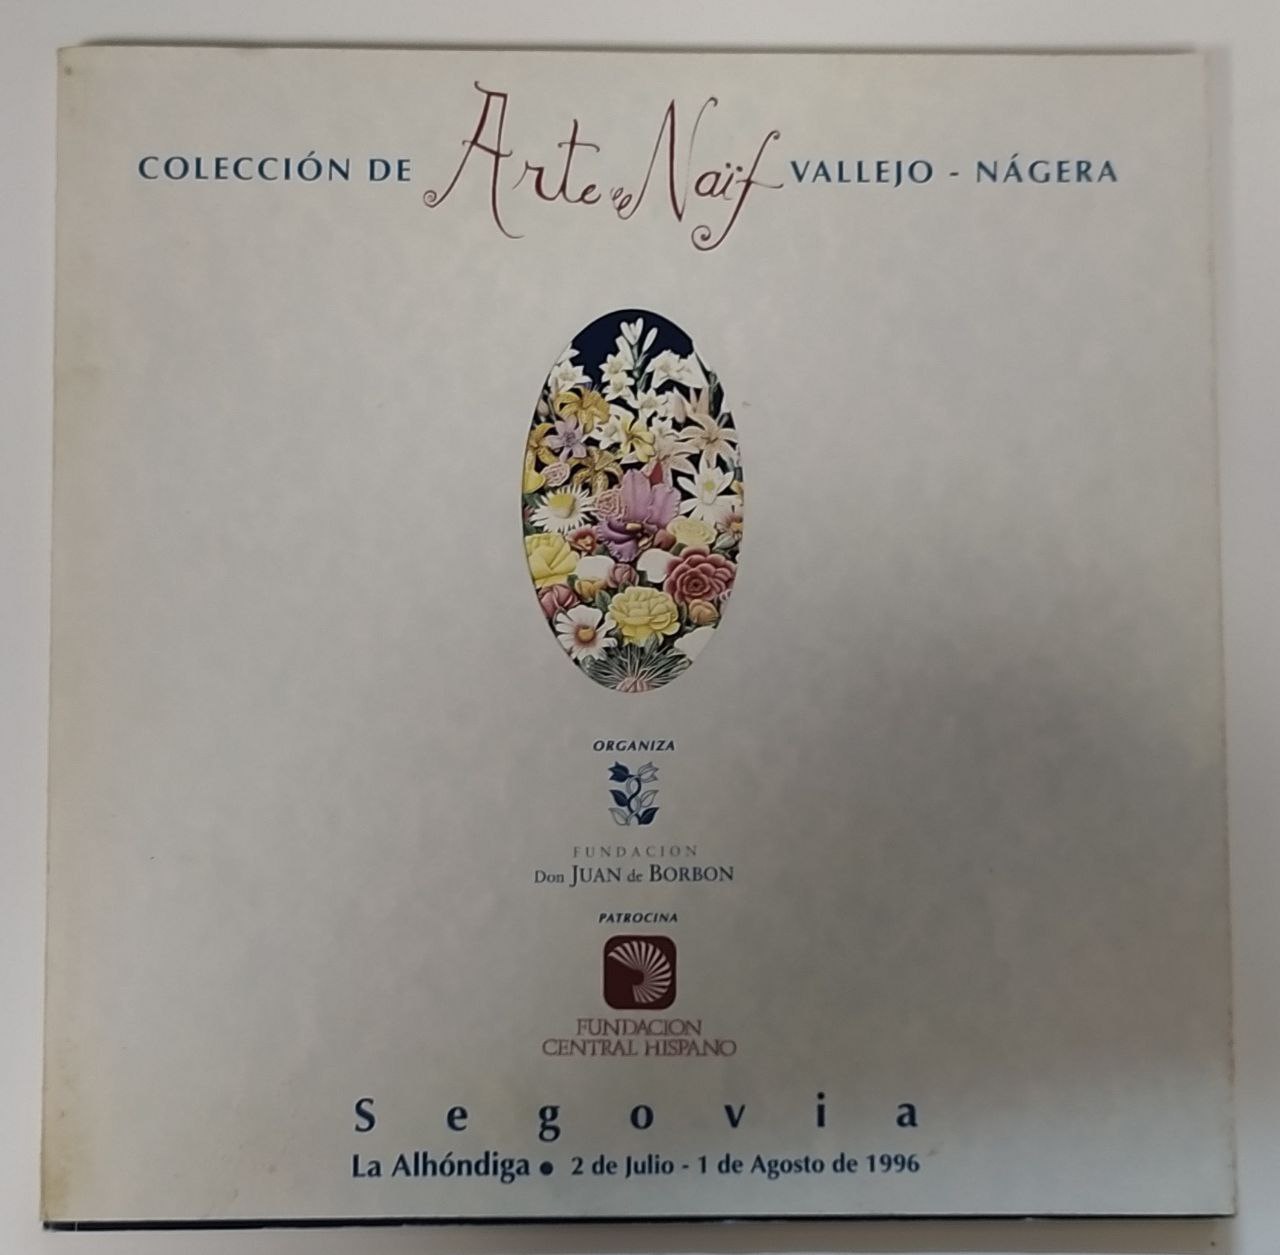 COLECCIÓN DE Arte Naïf VALLEJO - NÁGERA
ORGANIZA
FUNDACION
Don JUAN de BORBON
PATROCINA
FUNDACION
CENTRAL HISPANO
Segovia
La Alhóndiga • 2 de Julio - 1 de Agosto de 1996